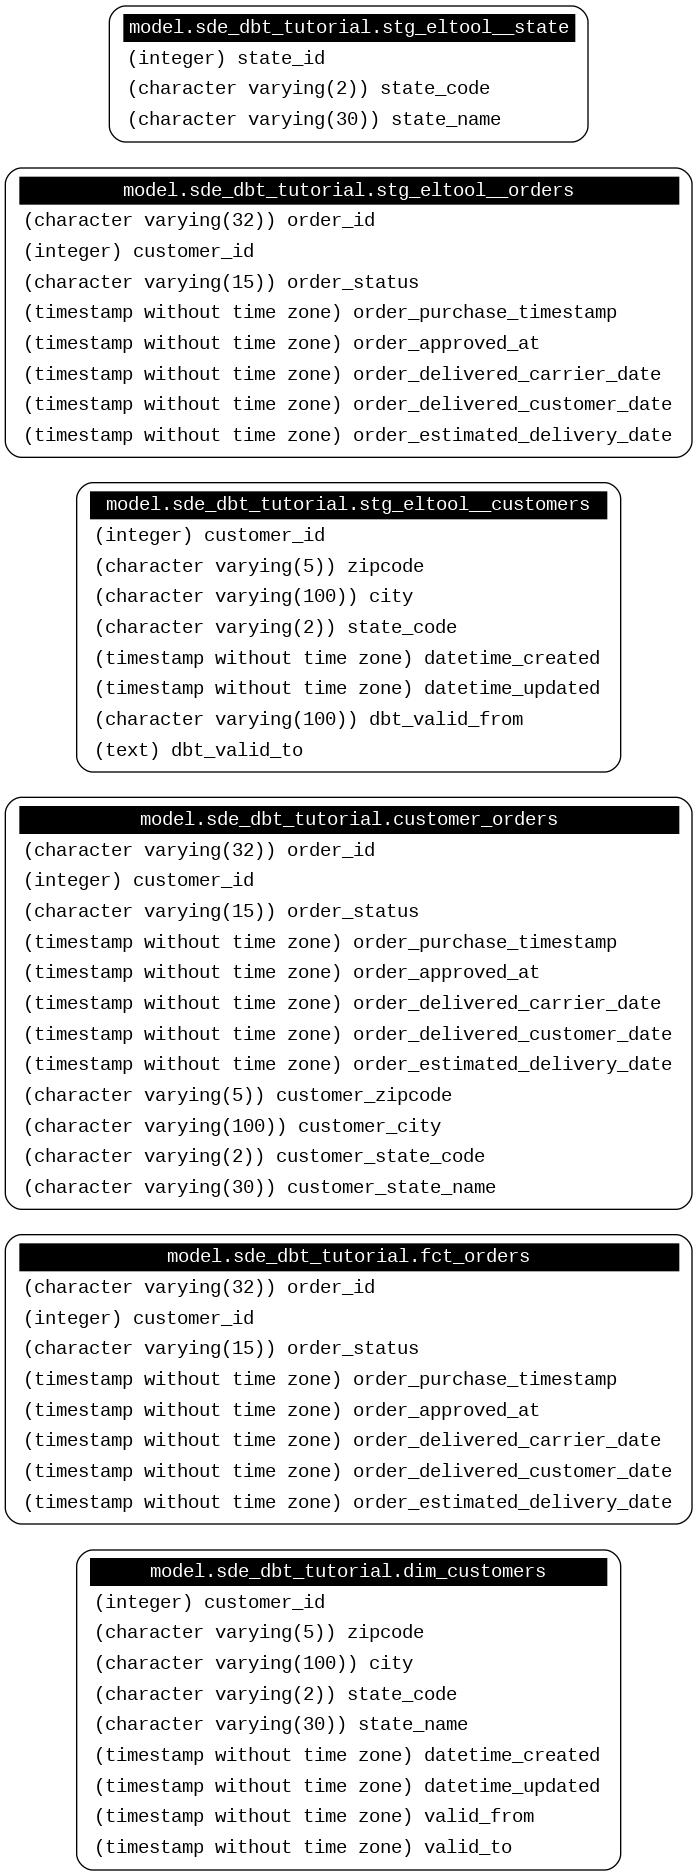 model.sde_dbt_tutorial.stg_eltool__state
(integer) state_id
(character varying(2)) state_code
(character varying(30)) state_name
model.sde_dbt_tutorial.stg_eltool__orders
(character varying(32)) order_id
(integer) customer_id
(character varying(15)) order_status
(timestamp without time zone) order_purchase_timestamp
(timestamp without time zone) order_approved_at
(timestamp without time zone) order_delivered_carrier_date
(timestamp without time zone) order_delivered_customer_date
(timestamp without time zone) order_estimated_delivery_date
model.sde_dbt_tutorial.stg_eltool__customers
(integer) customer_id
(character varying(5)) zipcode
(character varying(100)) city
(character varying(2)) state_code
(timestamp without time zone) datetime_created
(timestamp without time zone) datetime_updated
(character varying(100)) dbt_valid_from
(text) dbt_valid_to
model.sde_dbt_tutorial.customer_orders
(character varying(32)) order_id
(integer) customer_id
(character varying(15)) order_status
(timestamp without time zone) order_purchase_timestamp
(timestamp without time zone) order_approved_at
(timestamp without time zone) order_delivered_carrier_date
(timestamp without time zone) order_delivered_customer_date
(timestamp without time zone) order_estimated_delivery_date
(character varying(5)) customer_zipcode
(character varying(100)) customer_city
(character varying(2)) customer_state_code
(character varying(30)) customer_state_name
model.sde_dbt_tutorial.fct_orders
(character varying(32)) order_id
(integer) customer_id
(character varying(15)) order_status
(timestamp without time zone) order_purchase_timestamp
(timestamp without time zone) order_approved_at
(timestamp without time zone) order_delivered_carrier_date
(timestamp without time zone) order_delivered_customer_date
(timestamp without time zone) order_estimated_delivery_date
model.sde_dbt_tutorial.dim_customers
(integer) customer_id
(character varying(5)) zipcode
(character varying(100)) city
(character varying(2)) state_code
(character varying(30)) state_name
(timestamp without time zone) datetime_created
(timestamp without time zone) datetime_updated
(timestamp without time zone) valid_from
(timestamp without time zone) valid_to